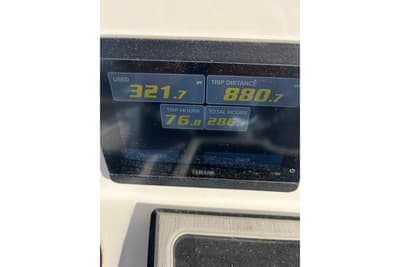 USED TRIP DISTANCE
321.7 880.7
TRIP HOURS TOTAL HOURS
76.8
YAMAHA